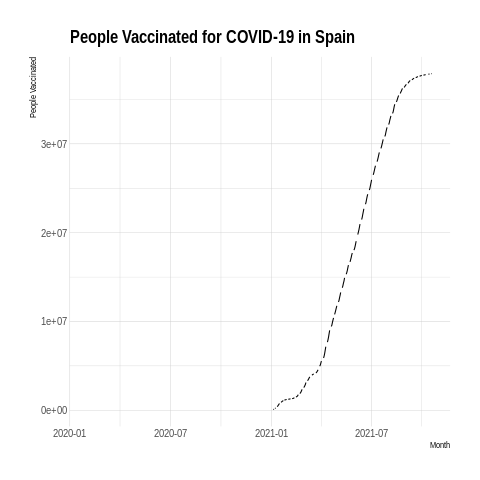 People Vaccinated for COVID-19 in Spain
People Vaccinated
3e+07
2e+07
1e+07
0e+00
2020-01 2020-07 2021-01 2021-07
Month